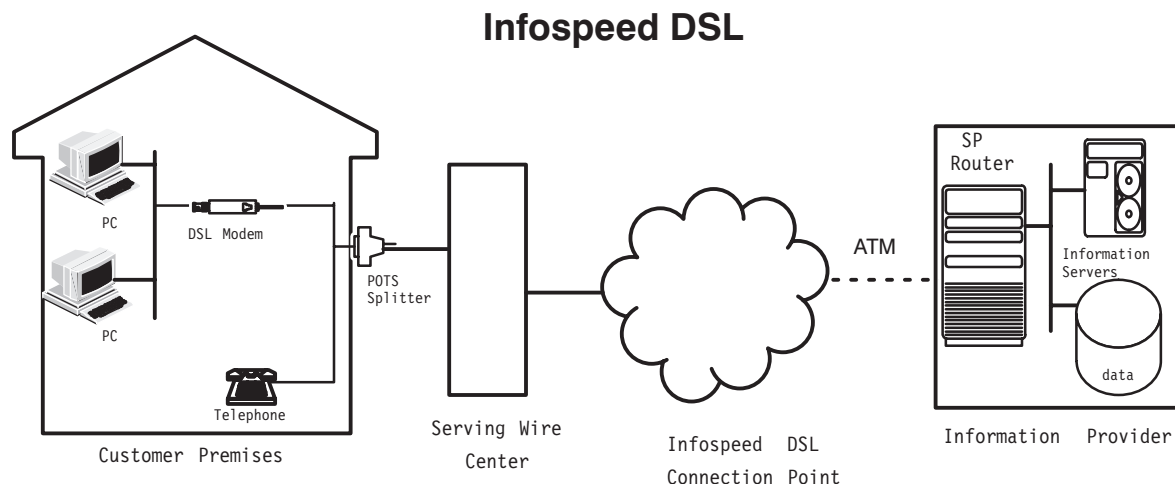 Infospeed DSL
PC
DSL Modem
PC
Telephone
Customer Premises
POTS
Splitter
Serving Wire
Center
Infospeed DSL
Connection Point
ATM
SP
Router
Information
Servers
data
Information Provider